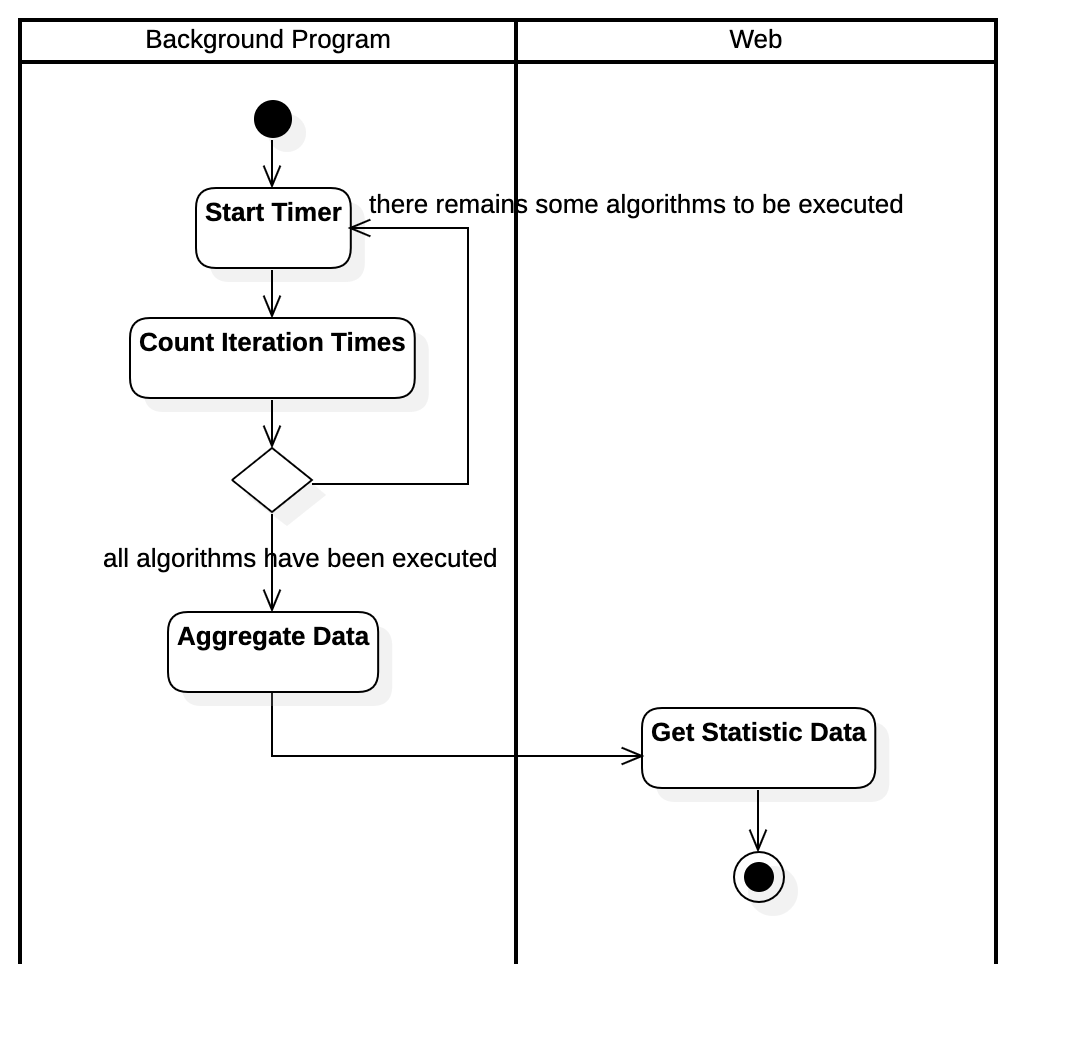 Background Program
Web
Start Timer
there remains some algorithms to be executed
Count Iteration Times
all algorithms have been executed
Aggregate Data
Get Statistic Data